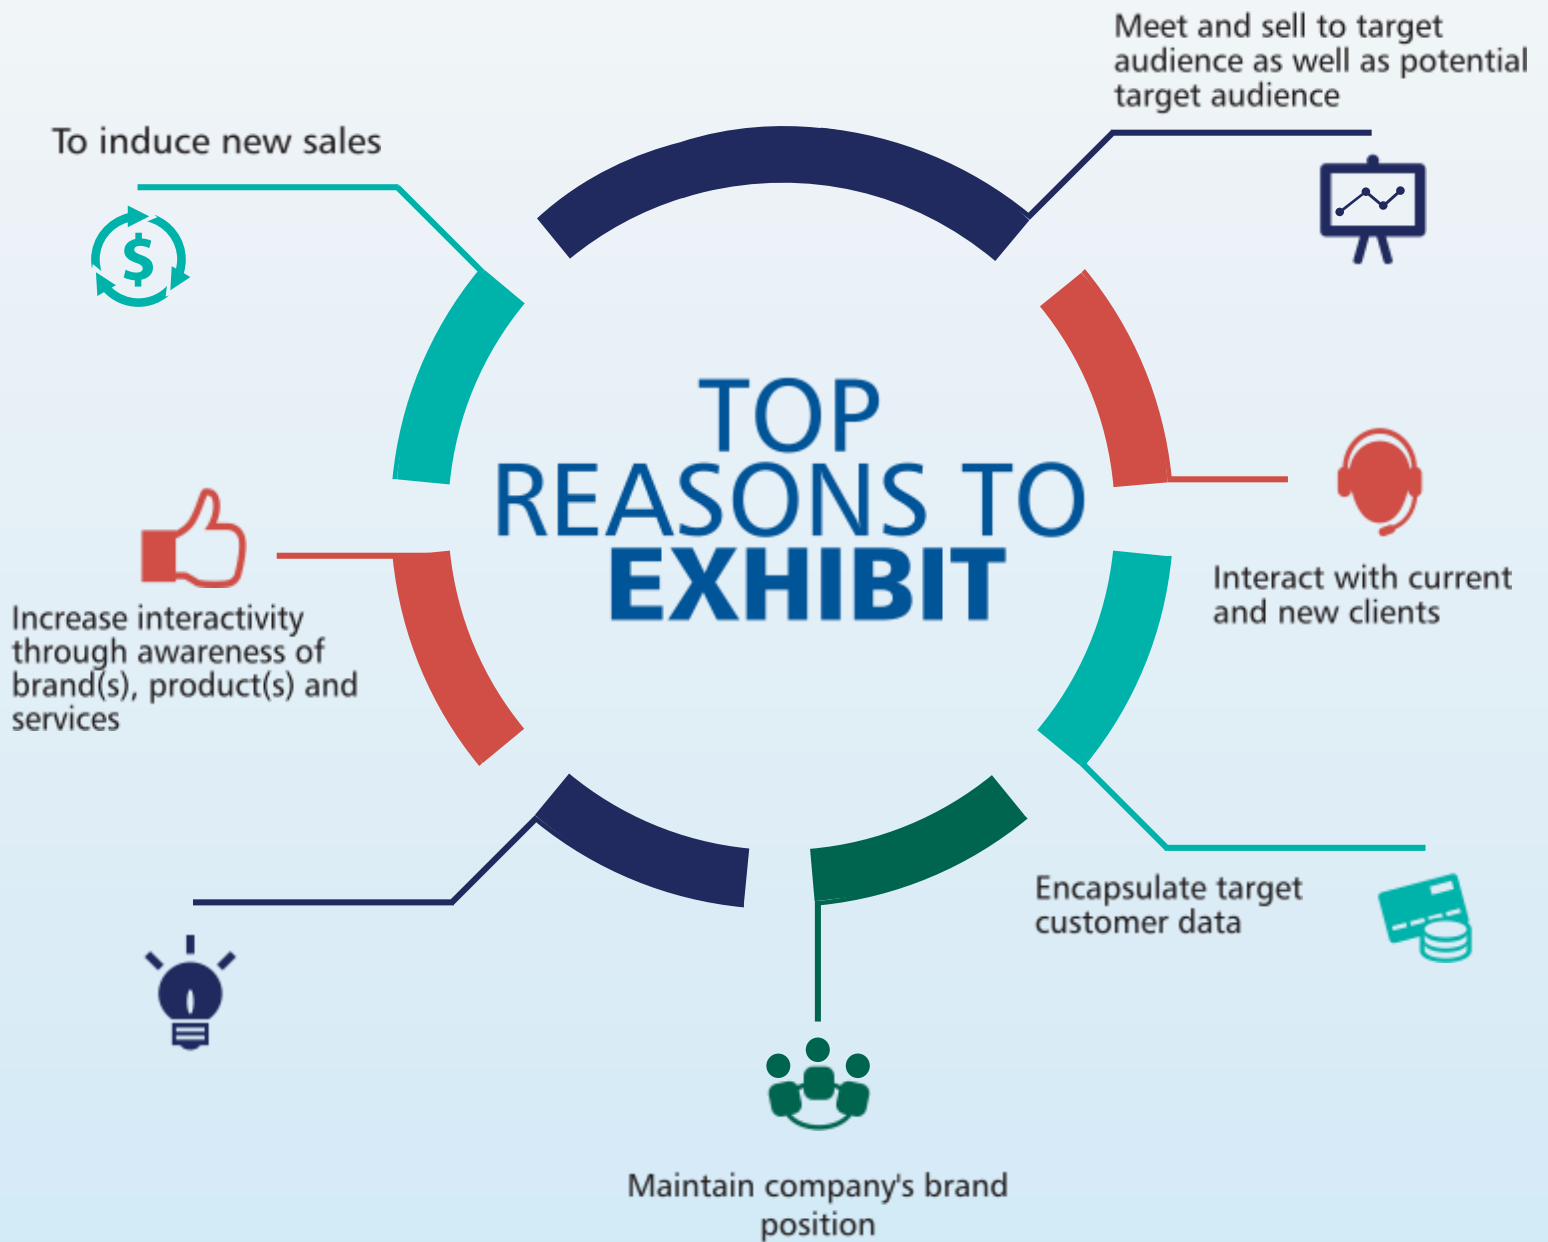 Meet and sell to target
audience as well as potential
target audience
To induce new sales
$
TOP
REASONS TO
EXHIBIT
Interact with current
and new clients
Increase interactivity
through awareness of
brand(s), product(s) and
services
Encapsulate target
customer data
Maintain company's brand
position